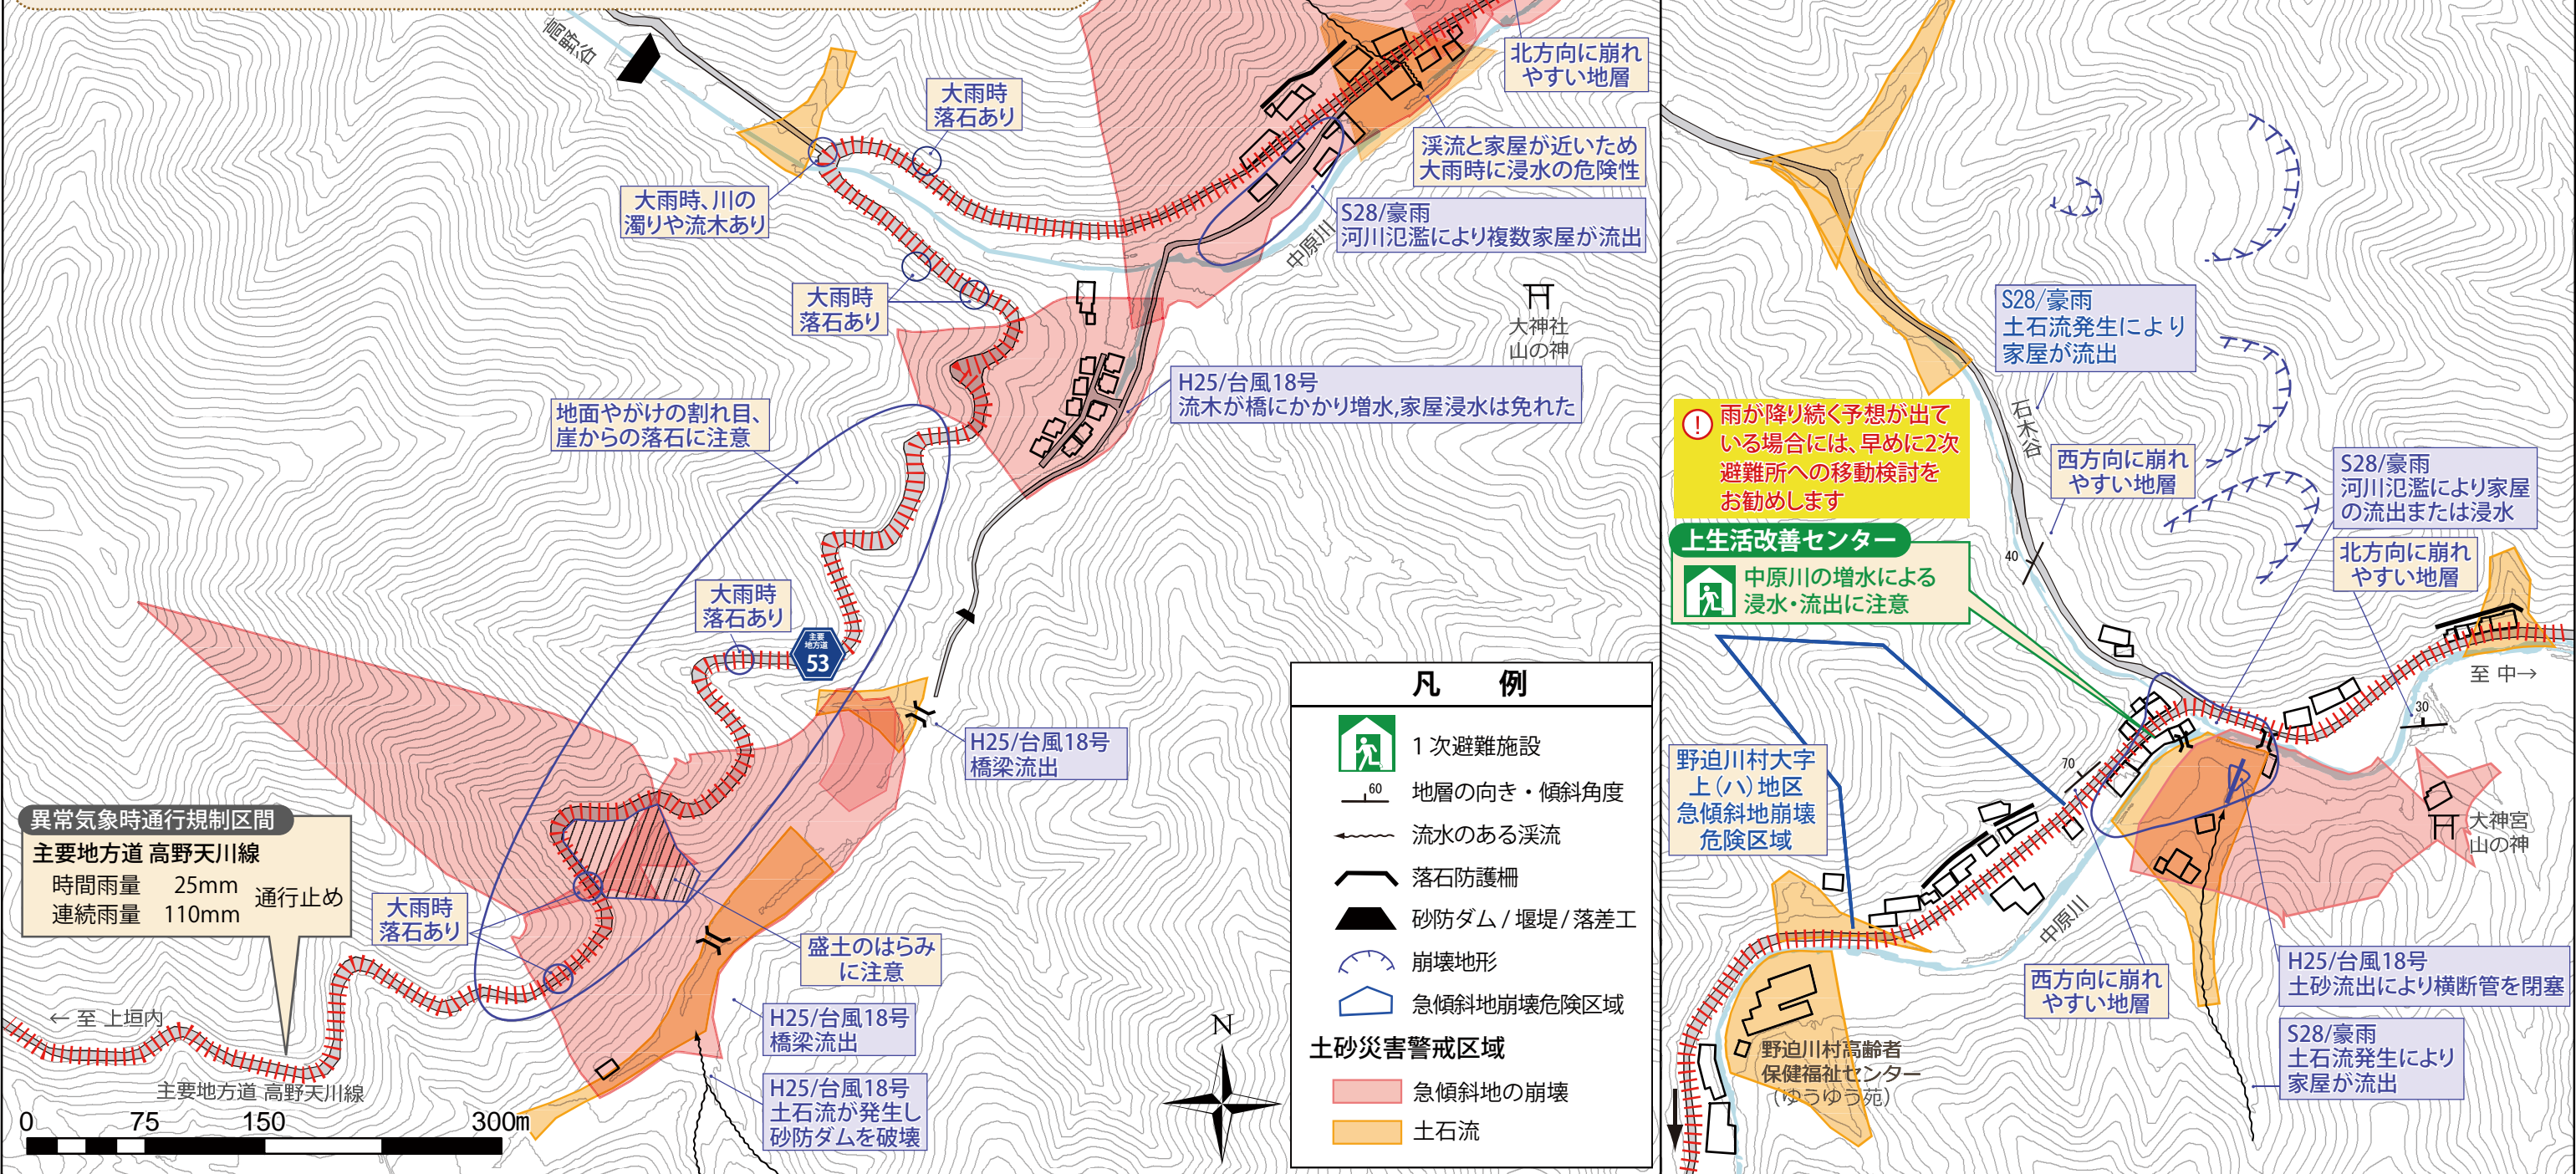 高野谷
大雨時
落石あり
大雨時、川の
濁りや流木あり
大雨時
落石あり
北方向に崩れ
やすい地層
渓流と家屋が近いため
大雨時に浸水の危険性
S28/豪雨
河川氾濫により複数家屋が流出
中原川
大神社
山の神
H25/台風18号
流木が橋にかかり増水,家屋浸水は免れた
地面やがけの割れ目、
崖からの落石に注意
大雨時
落石あり
主要
地方道
53
H25/台風18号
橋梁流出
異常気象時通行規制区間
主要地方道 高野天川線
時間雨量 25mm
連続雨量 110mm
通行止め
大雨時
落石あり
盛土のはらみ
に注意
H25/台風18号
橋梁流出
H25/台風18号
土石流が発生し
砂防ダムを破壊
← 至 上垣内
主要地方道 高野天川線
0 75 150 300m
N
凡 例
1次避難施設
60
地層の向き・傾斜角度
流水のある渓流
落石防護柵
砂防ダム/堰堤/落差工
崩壊地形
急傾斜地崩壊危険区域
土砂災害警戒区域
急傾斜地の崩壊
土石流
S28/豪雨
土石流発生により
家屋が流出
石木谷
! 雨が降り続く予想が出て
いる場合には、早めに2次
避難所への移動検討を
お勧めします
西方向に崩れ
やすい地層
S28/豪雨
河川氾濫により家屋
の流出または浸水
上生活改善センター
中原川の増水による
浸水・流出に注意
40
北方向に崩れ
やすい地層
至 中→
30
70
野迫川村大字
上(ハ)地区
急傾斜地崩壊
危険区域
大神宮
山の神
中原川
西方向に崩れ
やすい地層
H25/台風18号
土砂流出により横断管を閉塞
S28/豪雨
土石流発生により
家屋が流出
野迫川村高齢者
保健福祉センター
(ゆうゆう苑)